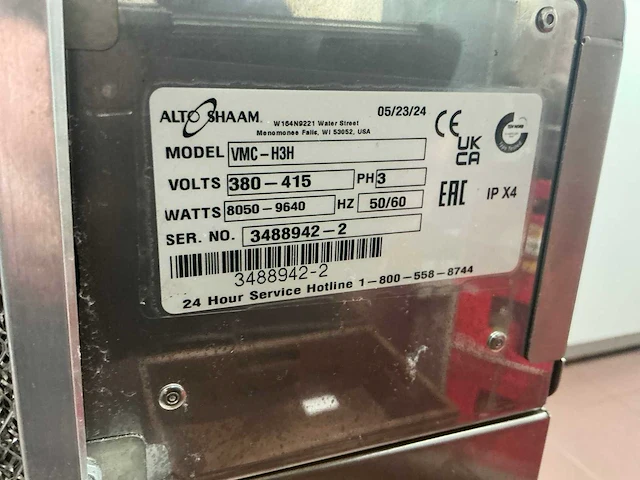 ALTO SHAAM. 05/23/24
W164N9221 Water Street
Menomonee Falls, WI 53052, USA
MODEL VMC-H3H
VOLTS 380-415 PH 3
WATTS 8050-9640 HZ 50/60
SER. NO. 3488942-2
3488942-2
24 Hour Service Hotline 1-800-558-8744
CE
UK
CA
EAC
IP X4